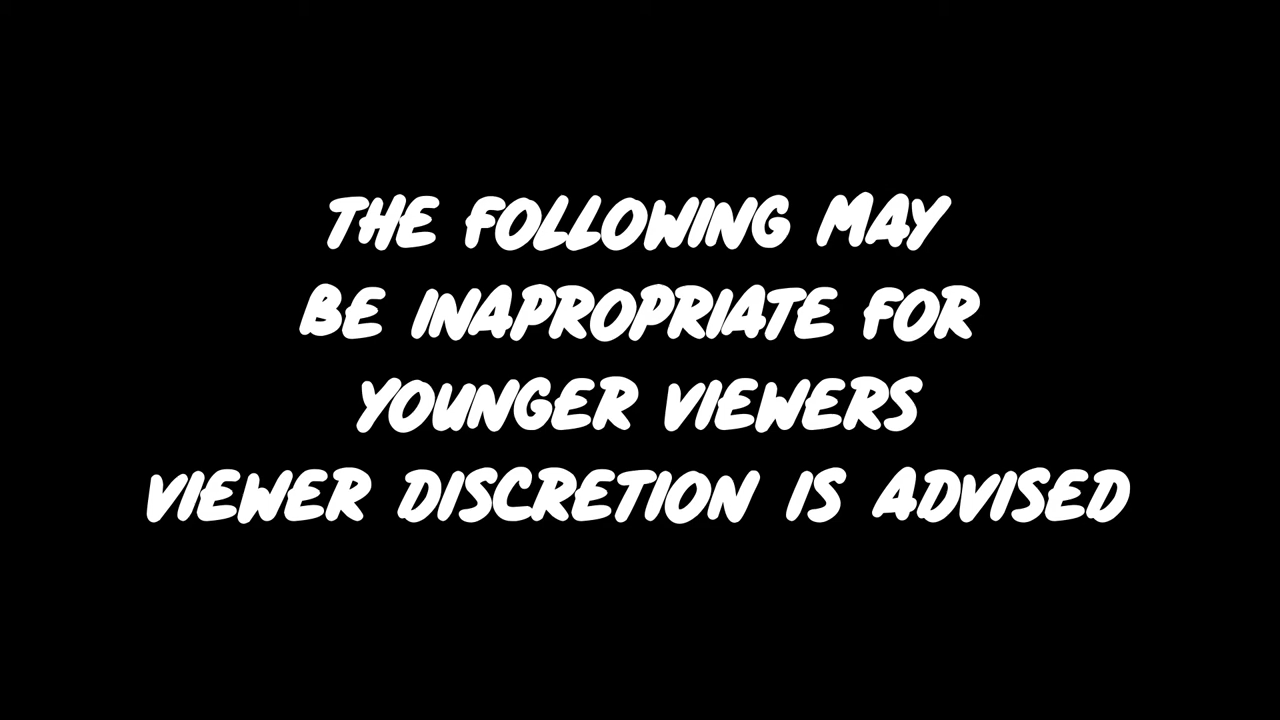 THE FOLLOWING MAY
BE INAPROPRIATE FOR
YOUNGER VIEWERS
VIEWER DISCRETION IS ADVISED